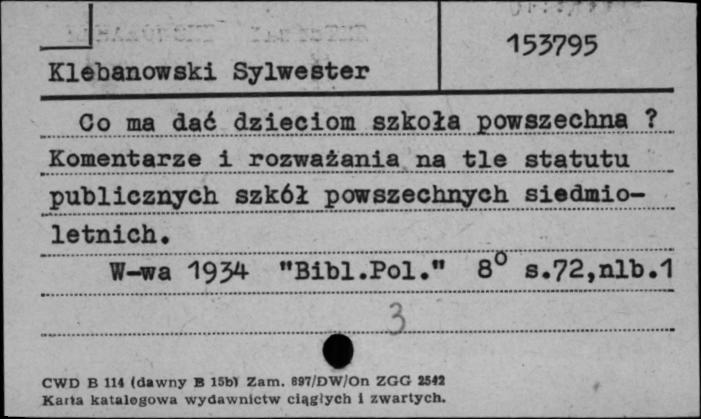 153795
Klebanowski Sylwester
Co ma dać dzieciom szkoła powszechna ?
Komentarze i rozważania na tle statutu
publicznych szkół powszechnych siedmio-
letnich.
W-wa 1934 "Bibl.Pol." 8° s.72,nlb.1
3
CWD B 114 (dawny B 15b) Zam. 897/DW/On ZGG 2542
Karta katalogowa wydawnictw ciągłych i zwartych.